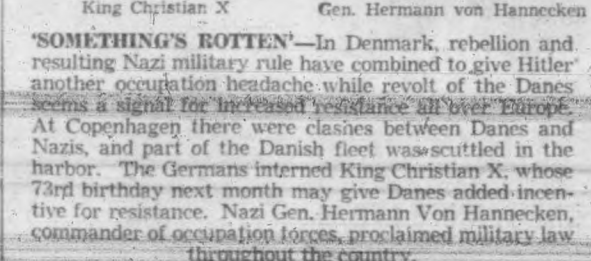 King Christian X Gen. Hermann von Hannecken
'SOMETHING'S ROTTEN'—In Denmark, rebellion and
resulting Nazi military rule have combined to give Hitler
another occupation headache while revolt of the Danes
seems a signal for increased resistance all over Europe.
At Copenhagen there were clashes between Danes and
Nazis, and part of the Danish fleet was scuttled in the
harbor. The Germans interned King Christian X, whose
73rd birthday next month may give Danes added incen-
tive for resistance. Nazi Gen. Hermann Von Hannecken,
commander of occupation forces, proclaimed military law
throughout the country.